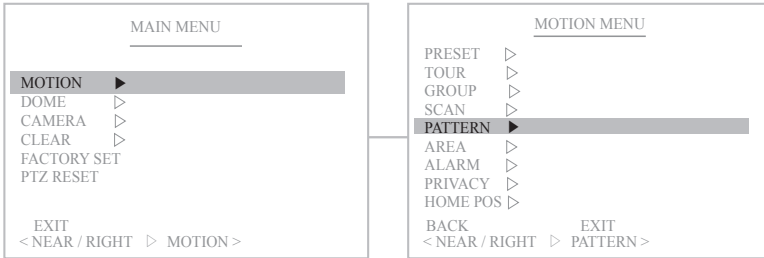 MAIN MENU
MOTION ▶
DOME ▷
CAMERA ▷
CLEAR ▷
FACTORY SET
PTZ RESET
EXIT
< NEAR / RIGHT ▷ MOTION >
MOTION MENU
PRESET ▷
TOUR ▷
GROUP ▷
SCAN ▷
PATTERN ▶
AREA ▷
ALARM ▷
PRIVACY ▷
HOME POS ▷
BACK EXIT
< NEAR / RIGHT ▷ PATTERN >